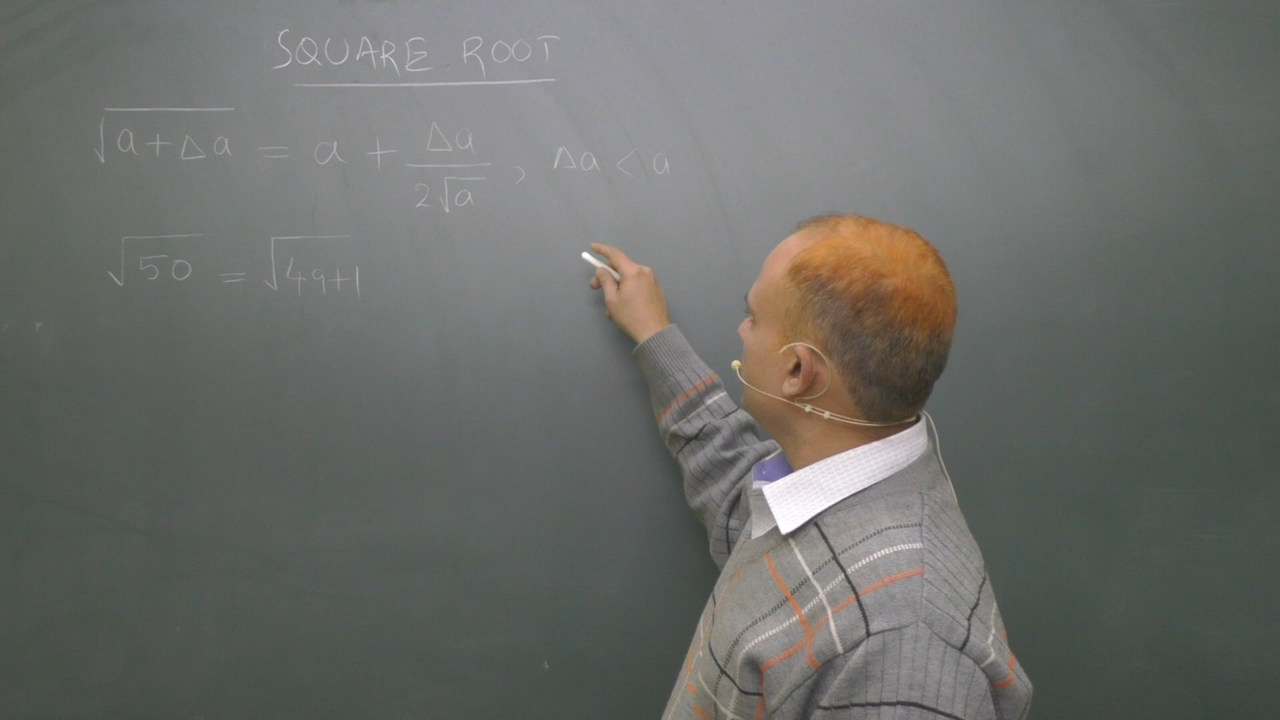 SQUARE ROOT
√a+Δa = a + Δa/2√a, Δa < a
√50 = √49+1